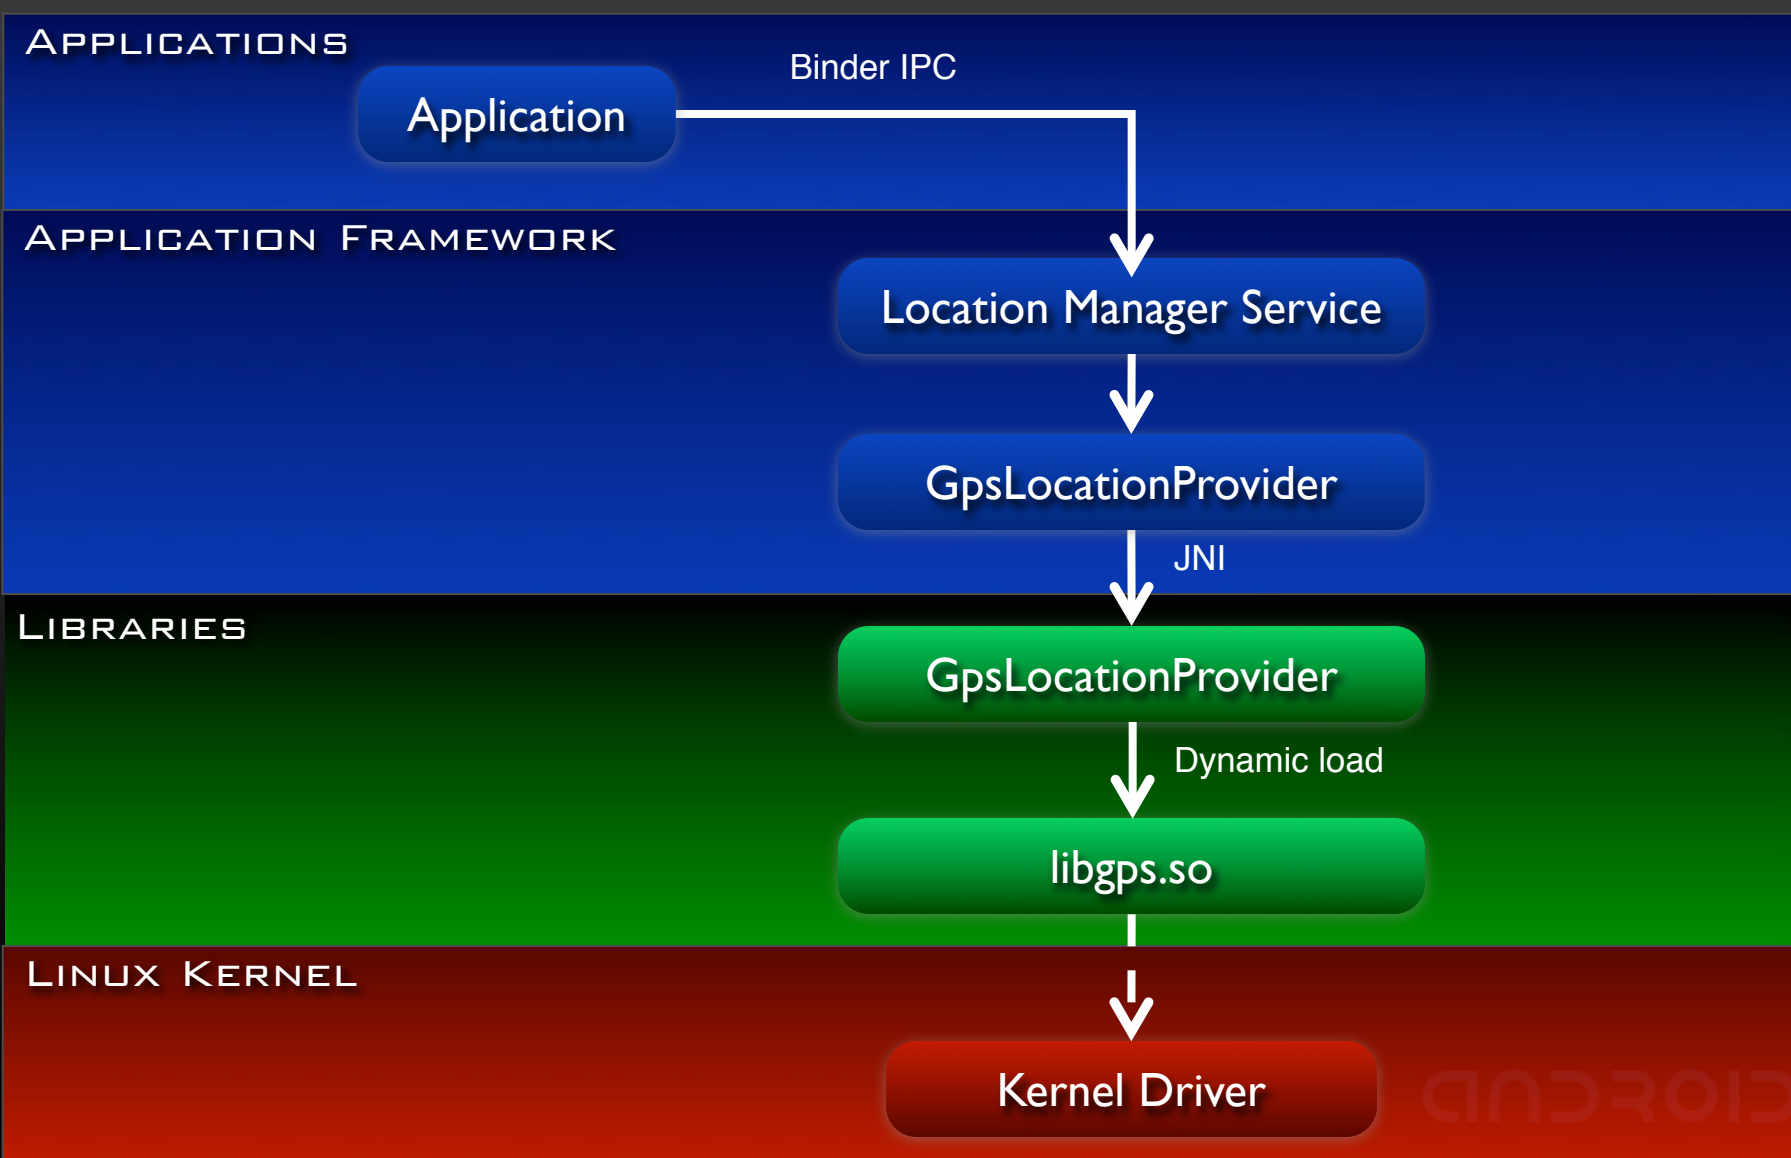 APPLICATIONS
Binder IPC
Application
APPLICATION FRAMEWORK
Location Manager Service
GpsLocationProvider
JNI
LIBRARIES
GpsLocationProvider
Dynamic load
libgps.so
LINUX KERNEL
Kernel Driver
ANDROID